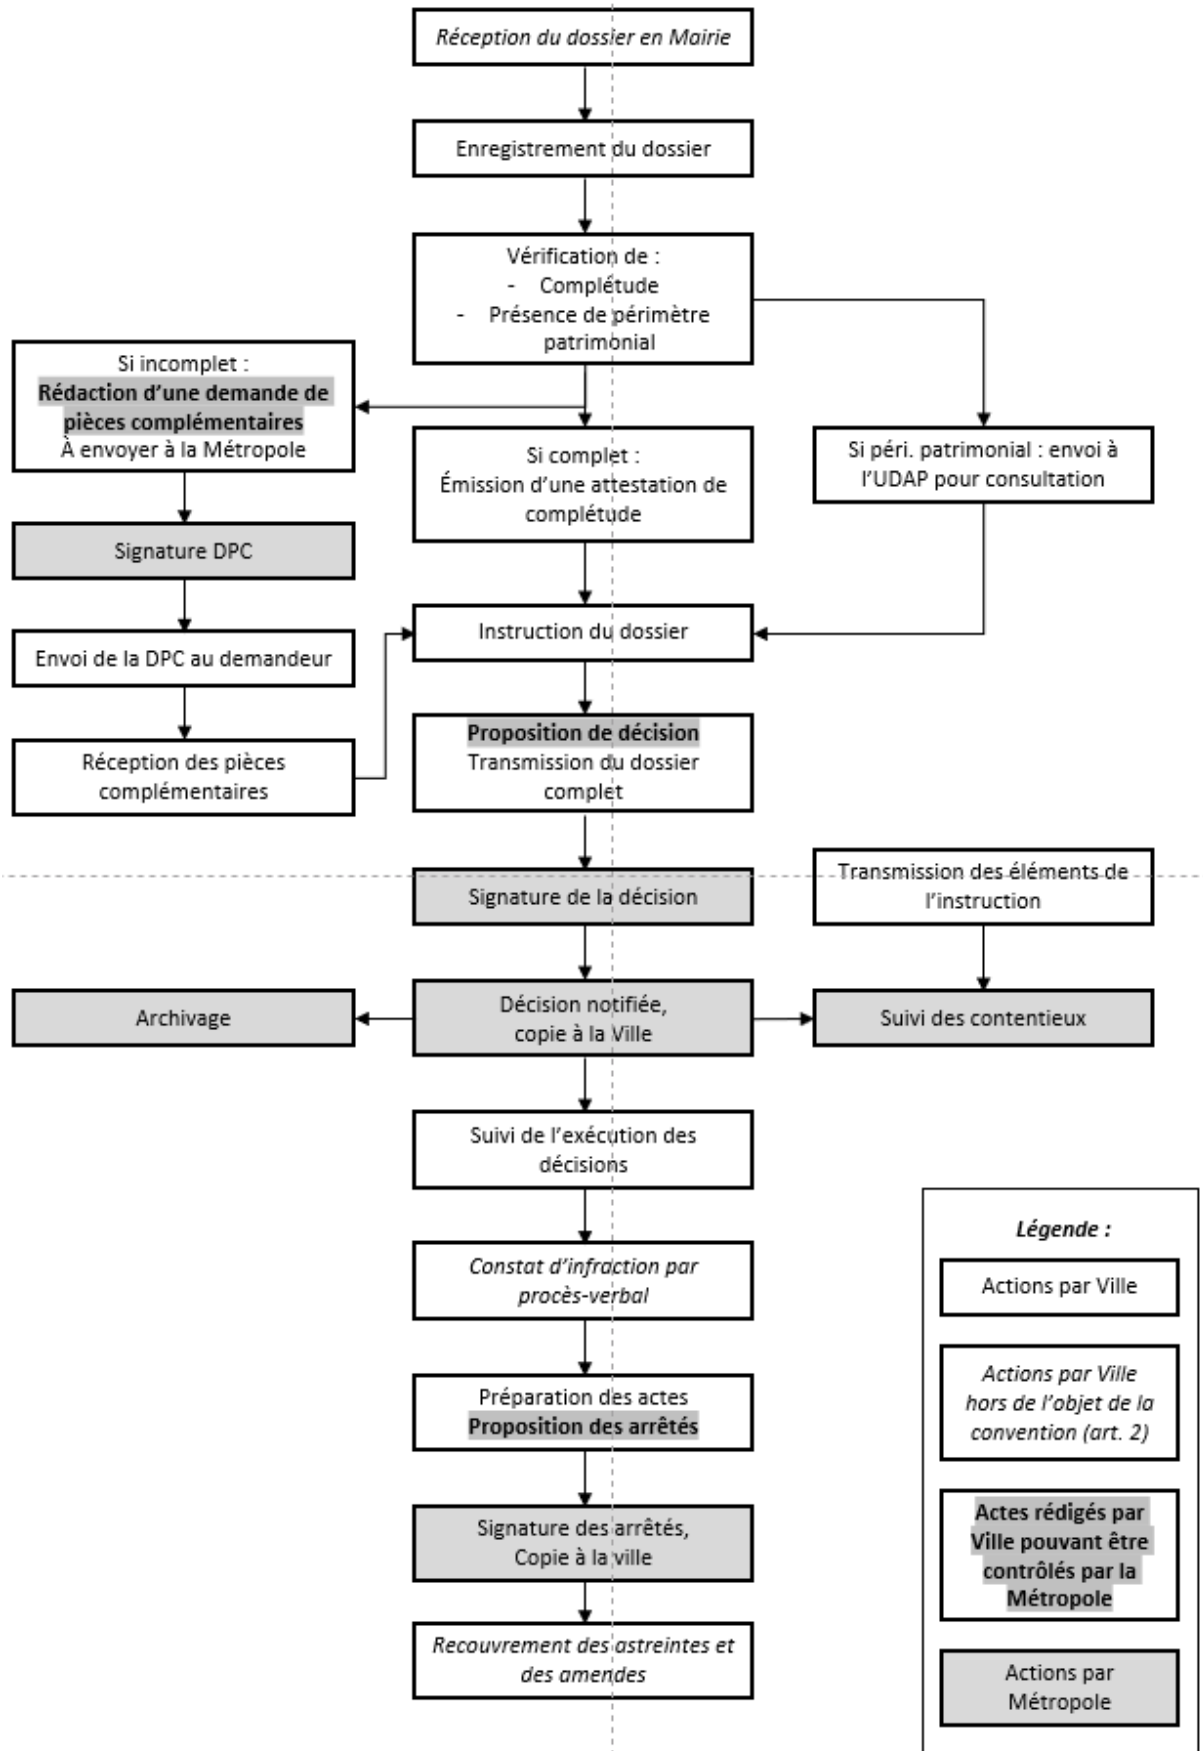 Réception du dossier en Mairie
Enregistrement du dossier
Vérification de :
- Complétude
- Présence de périmètre
patrimonial
Si incomplet :
Rédaction d'une demande de
pièces complémentaires
À envoyer à la Métropole
Si complet :
Émission d'une attestation de
complétude
Si péri. patrimonial : envoi à
l'UDAP pour consultation
Signature DPC
Envoi de la DPC au demandeur
Instruction du dossier
Réception des pièces
complémentaires
Proposition de décision
Transmission du dossier
complet
Signature de la décision
Transmission des éléments de
l'instruction
Archivage
Décision notifiée,
copie à la Ville
Suivi des contentieux
Suivi de l'exécution des
décisions
Constat d'infraction par
procès-verbal
Préparation des actes
Proposition des arrêtés
Signature des arrêtés,
Copie à la ville
Recouvrement des astreintes et
des amendes
Légende :
Actions par Ville
Actions par Ville
hors de l'objet de la
convention (art. 2)
Actes rédigés par
Ville pouvant être
contrôlés par la
Métropole
Actions par
Métropole